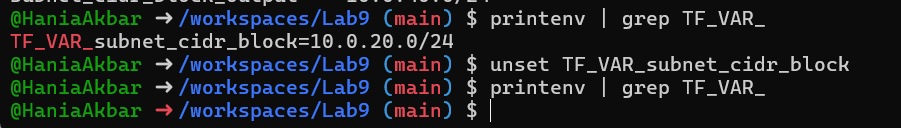 @HaniaAkbar ➜ /workspaces/Lab9 (main) $ printenv | grep TF_VAR_
TF_VAR_subnet_cidr_block=10.0.20.0/24
@HaniaAkbar ➜ /workspaces/Lab9 (main) $ unset TF_VAR_subnet_cidr_block
@HaniaAkbar ➜ /workspaces/Lab9 (main) $ printenv | grep TF_VAR_
@HaniaAkbar ➜ /workspaces/Lab9 (main) $